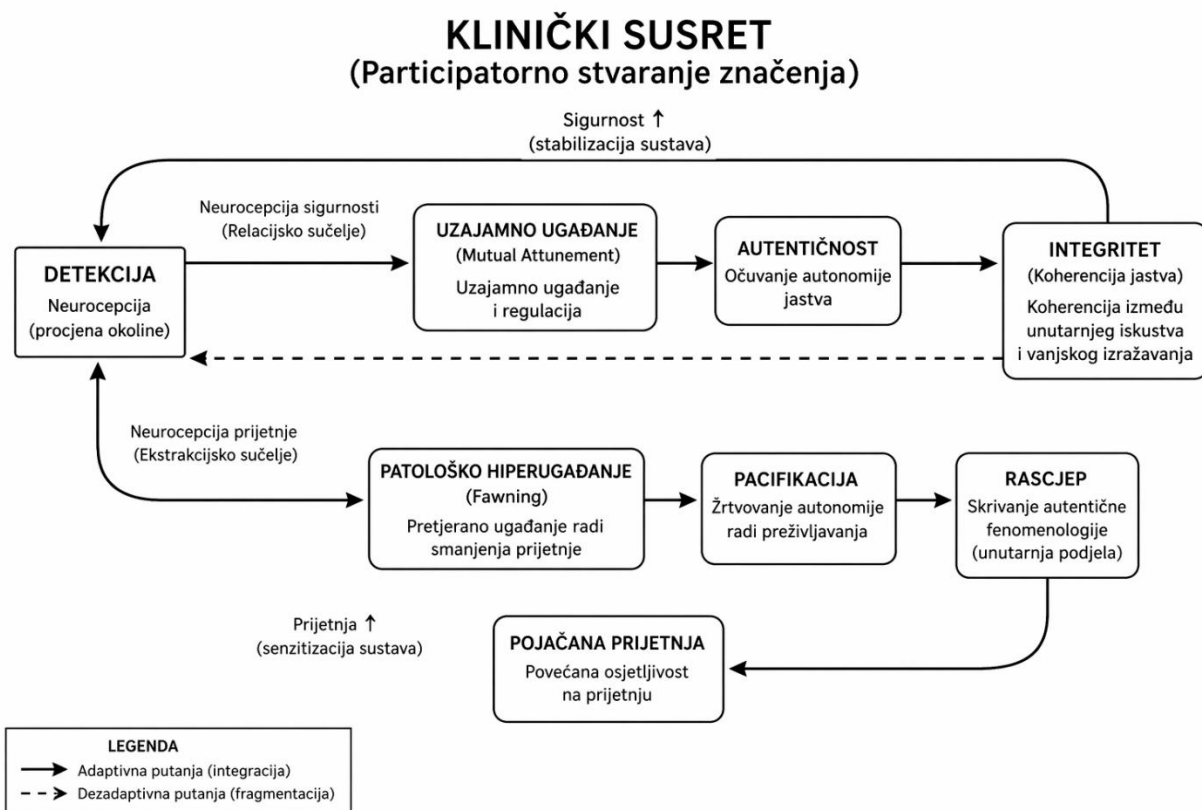 KLINIČKI SUSRET
(Participatorno stvaranje značenja)
Sigurnost ↑
(stabilizacija sustava)
Neurocepcija sigurnosti
(Relacijsko sučelje)
DETEKCIJA
Neurocepcija
(procjena okoline)
UZAJAMNO UGAĐANJE
(Mutual Attunement)
Uzajamno ugađanje
i regulacija
AUTENTIČNOST
Očuvanje autonomije
jastva
INTEGRITET
(Koherencija jastva)
Koherencija između
unutarnjeg iskustva
i vanjskog izražavanja
Neurocepcija prijetnje
(Ekstrakcijsko sučelje)
PATOLOŠKO HIPERUGAĐANJE
(Fawning)
Pretjerano ugađanje radi
smanjenja prijetnje
PACIFIKACIJA
Žrtvovanje autonomije
radi preživljavanja
RASCJEP
Skrivanje autentične
fenomenologije
(unutarnja podjela)
Prijetnja ↑
(senzitizacija sustava)
POJAČANA PRIJETNJA
Povećana osjetljivost
na prijetnju
LEGENDA
Adaptivna putanja (integracija)
Dezadaptivna putanja (fragmentacija)